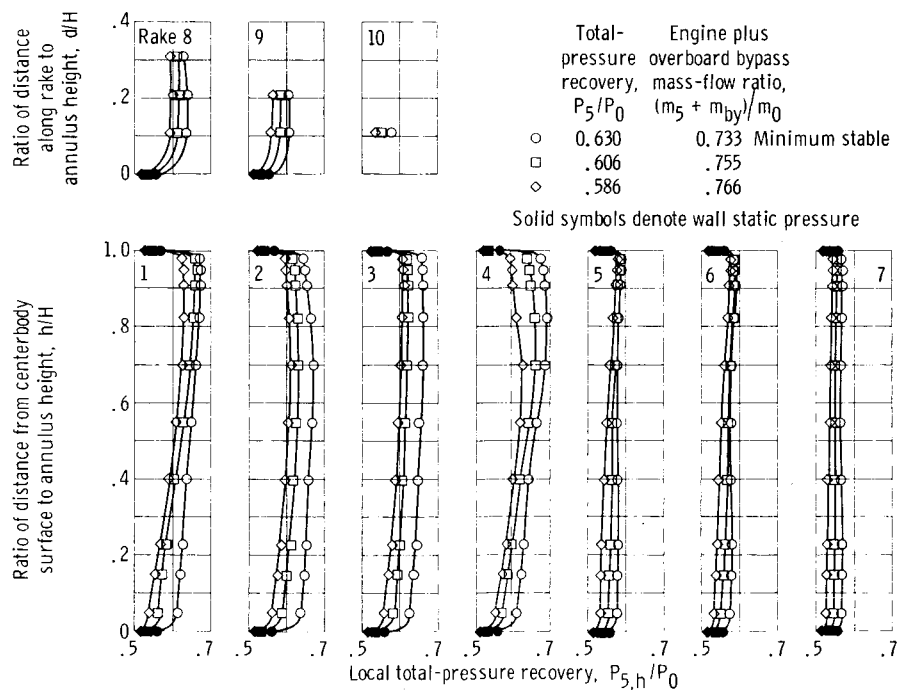 Ratio of distance
along rake to
annulus height, d/H
.4
.2
0
Rake 8
9
10
Total-
pressure
recovery,
P5/P0
Engine plus
overboard bypass
mass-flow ratio,
(m5 + mby)/m0
○ 0.630 0.733 Minimum stable
□ .606 .755
◇ .586 .766
Solid symbols denote wall static pressure
Ratio of distance from centerbody
surface to annulus height, h/H
1.0
.8
.6
.4
.2
0
1
2
3
4
5
6
7
.5 .7 .5 .7 .5 .7 .5 .7 .5 .7 .5 .7 .5 .7
Local total-pressure recovery, P5,h/P0